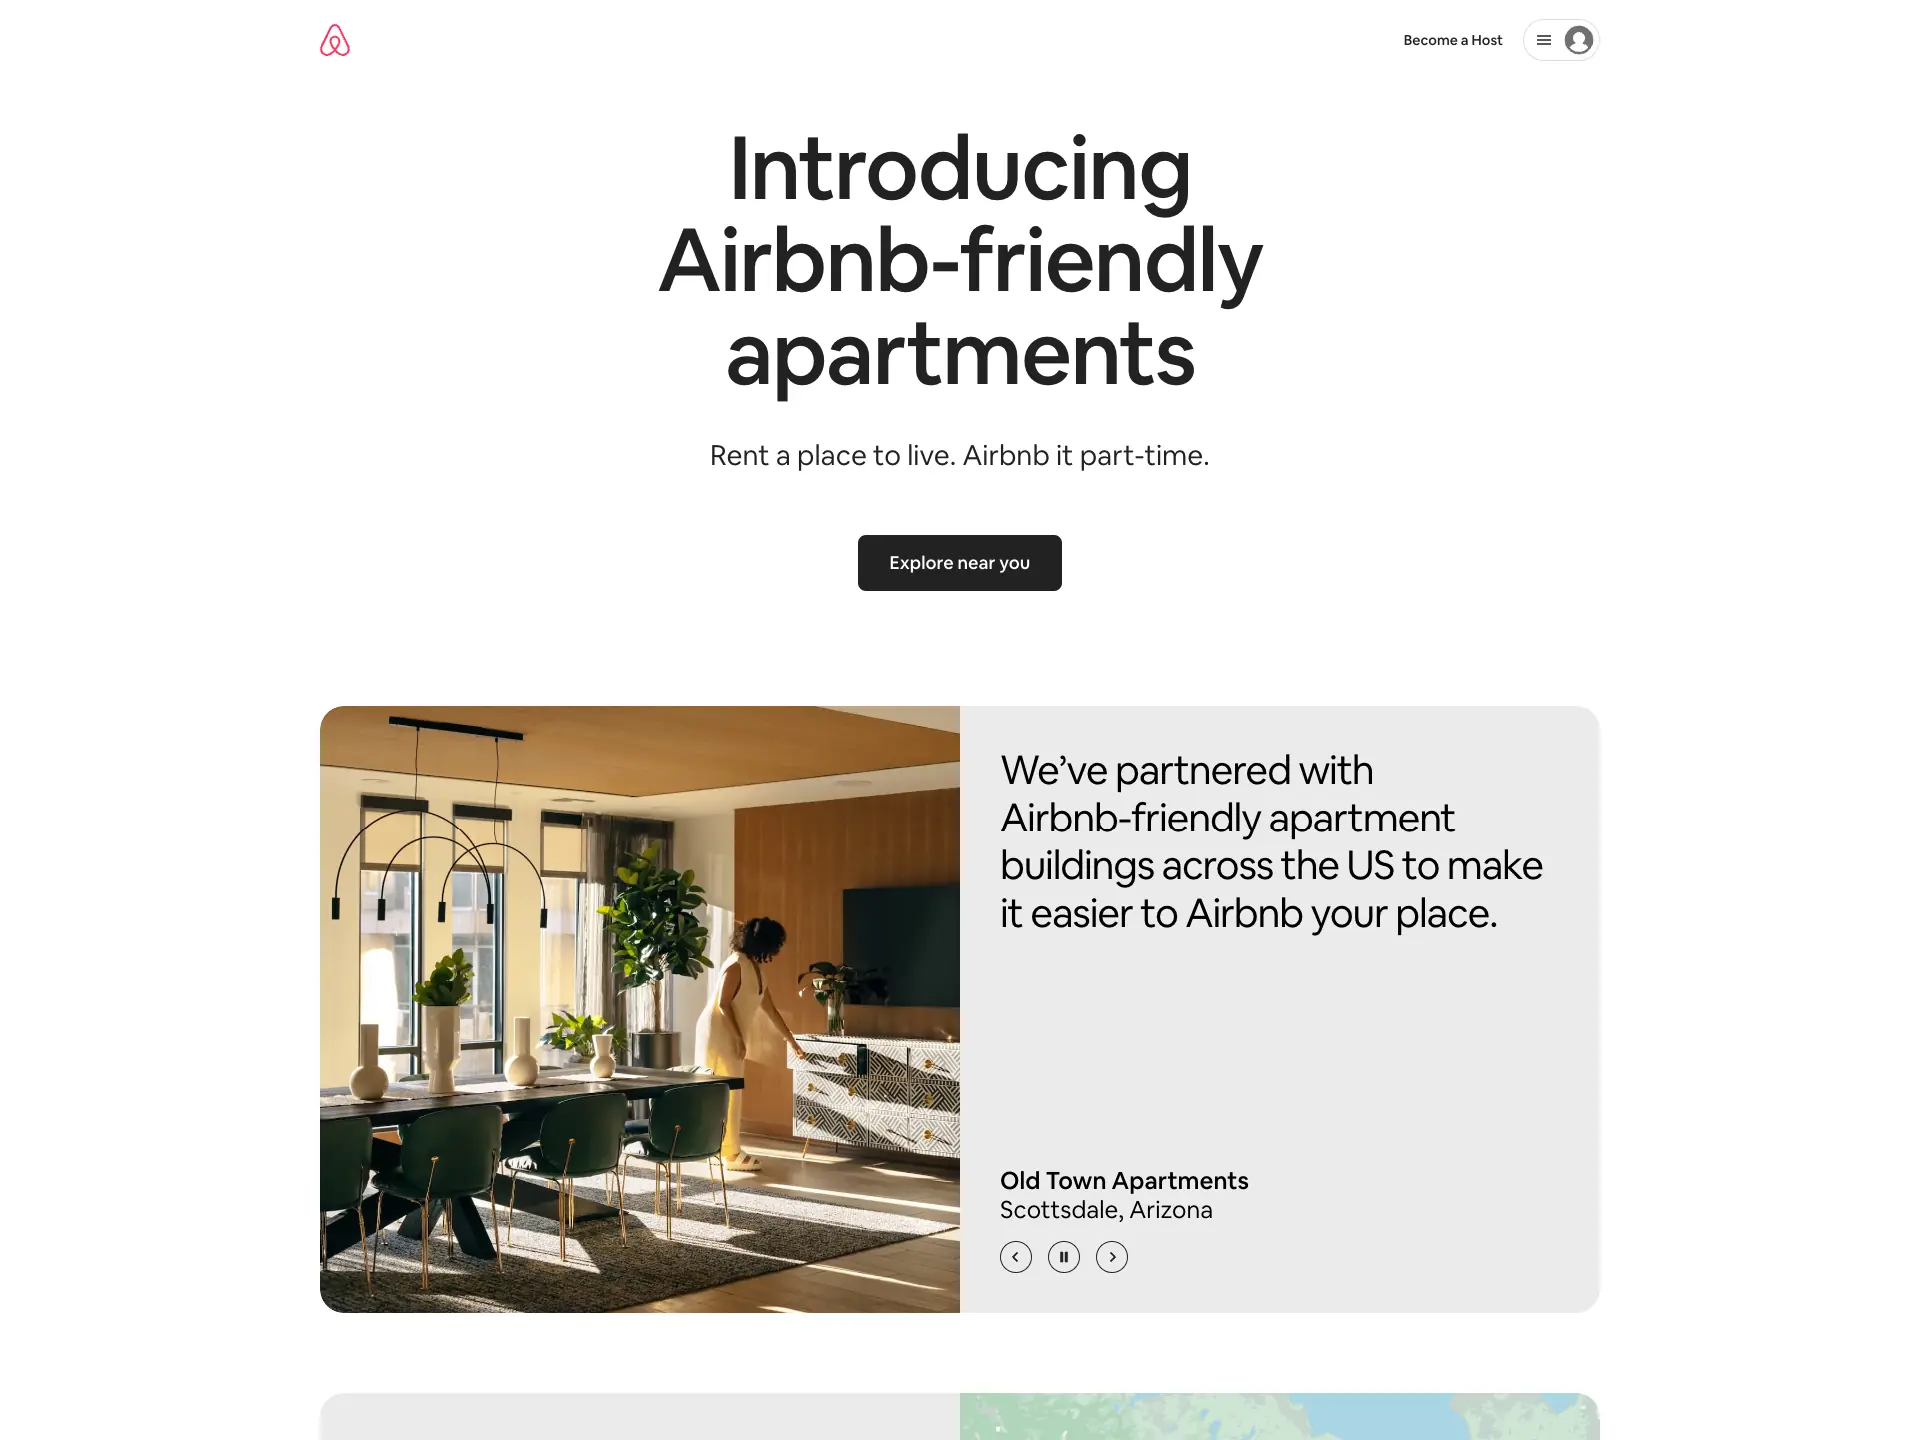 Become a Host
Introducing
Airbnb-friendly
apartments
Rent a place to live. Airbnb it part-time.
Explore near you
We’ve partnered with
Airbnb-friendly apartment
buildings across the US to make
it easier to Airbnb your place.
Old Town Apartments
Scottsdale, Arizona